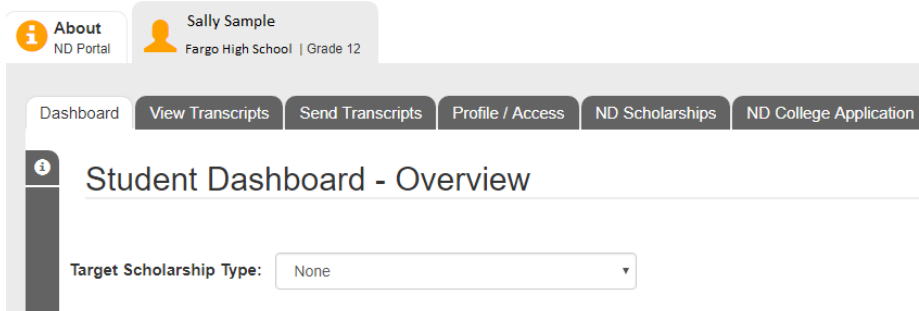 About
ND Portal
Sally Sample
Fargo High School | Grade 12
Dashboard
View Transcripts
Send Transcripts
Profile / Access
ND Scholarships
ND College Application
Student Dashboard - Overview
Target Scholarship Type: None